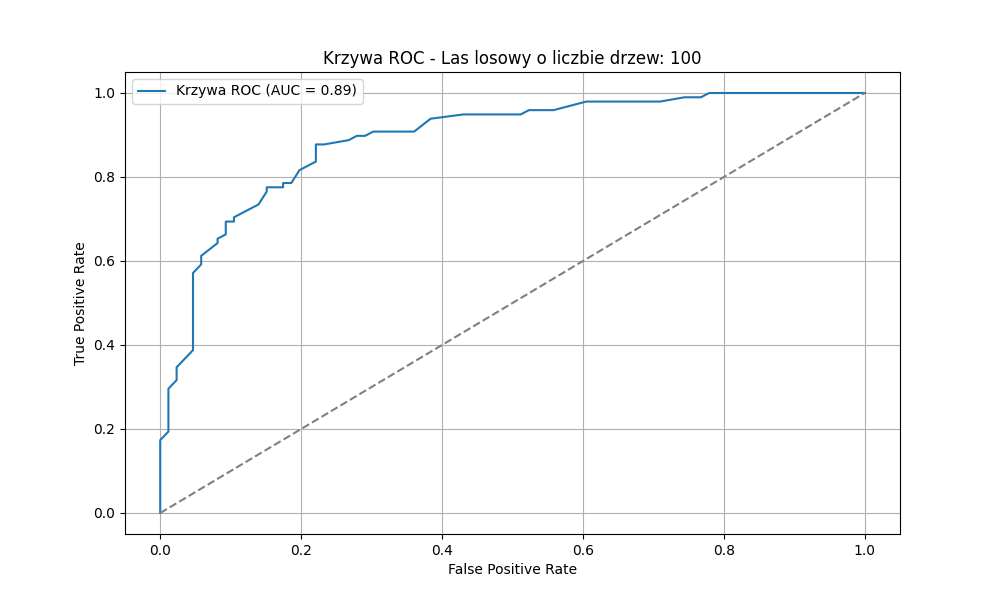 Krzywa ROC - Las losowy o liczbie drzew: 100
Krzywa ROC (AUC = 0.89)
1.0
0.8
0.6
0.4
0.2
0.0
True Positive Rate
0.0 0.2 0.4 0.6 0.8 1.0
False Positive Rate